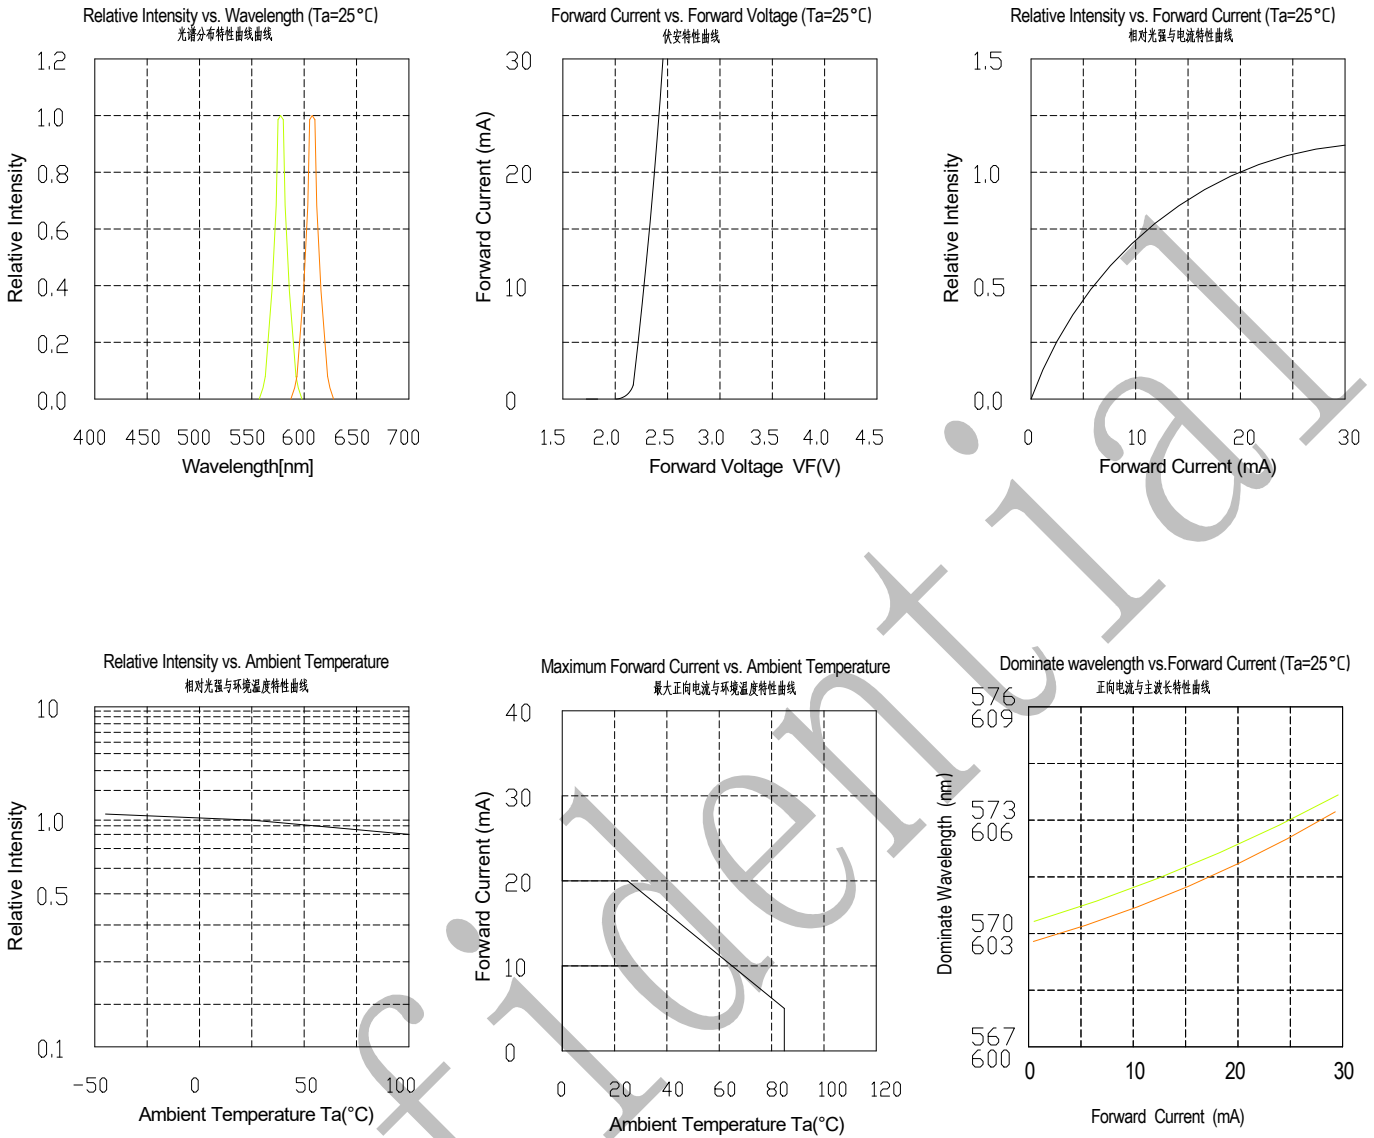 Relative Intensity vs. Wavelength (Ta=25°C)
光谱分布特性曲线曲线
1.2
1.0
0.8
0.6
0.4
0.2
0.0
Relative Intensity
400 450 500 550 600 650 700
Wavelength[nm]
Forward Current vs. Forward Voltage (Ta=25°C)
伏安特性曲线
30
20
10
0
Forward Current (mA)
1.5 2.0 2.5 3.0 3.5 4.0 4.5
Forward Voltage VF(V)
Relative Intensity vs. Forward Current (Ta=25°C)
相对光强与电流特性曲线
1.5
1.0
0.5
0.0
Relative Intensity
0 10 20 30
Forward Current (mA)
Relative Intensity vs. Ambient Temperature
相对光强与环境温度特性曲线
10
1.0
0.5
0.1
Relative Intensity
-50 0 50 100
Ambient Temperature Ta(°C)
Maximum Forward Current vs. Ambient Temperature
最大正向电流与环境温度特性曲线
40
30
20
10
0
Forward Current (mA)
0 20 40 60 80 100 120
Ambient Temperature Ta(°C)
Dominate wavelength vs.Forward Current (Ta=25°C)
正向电流与主波长特性曲线
576
609
573
606
570
603
567
600
Dominate Wavelength (nm)
0 10 20 30
Forward Current (mA)
fidential